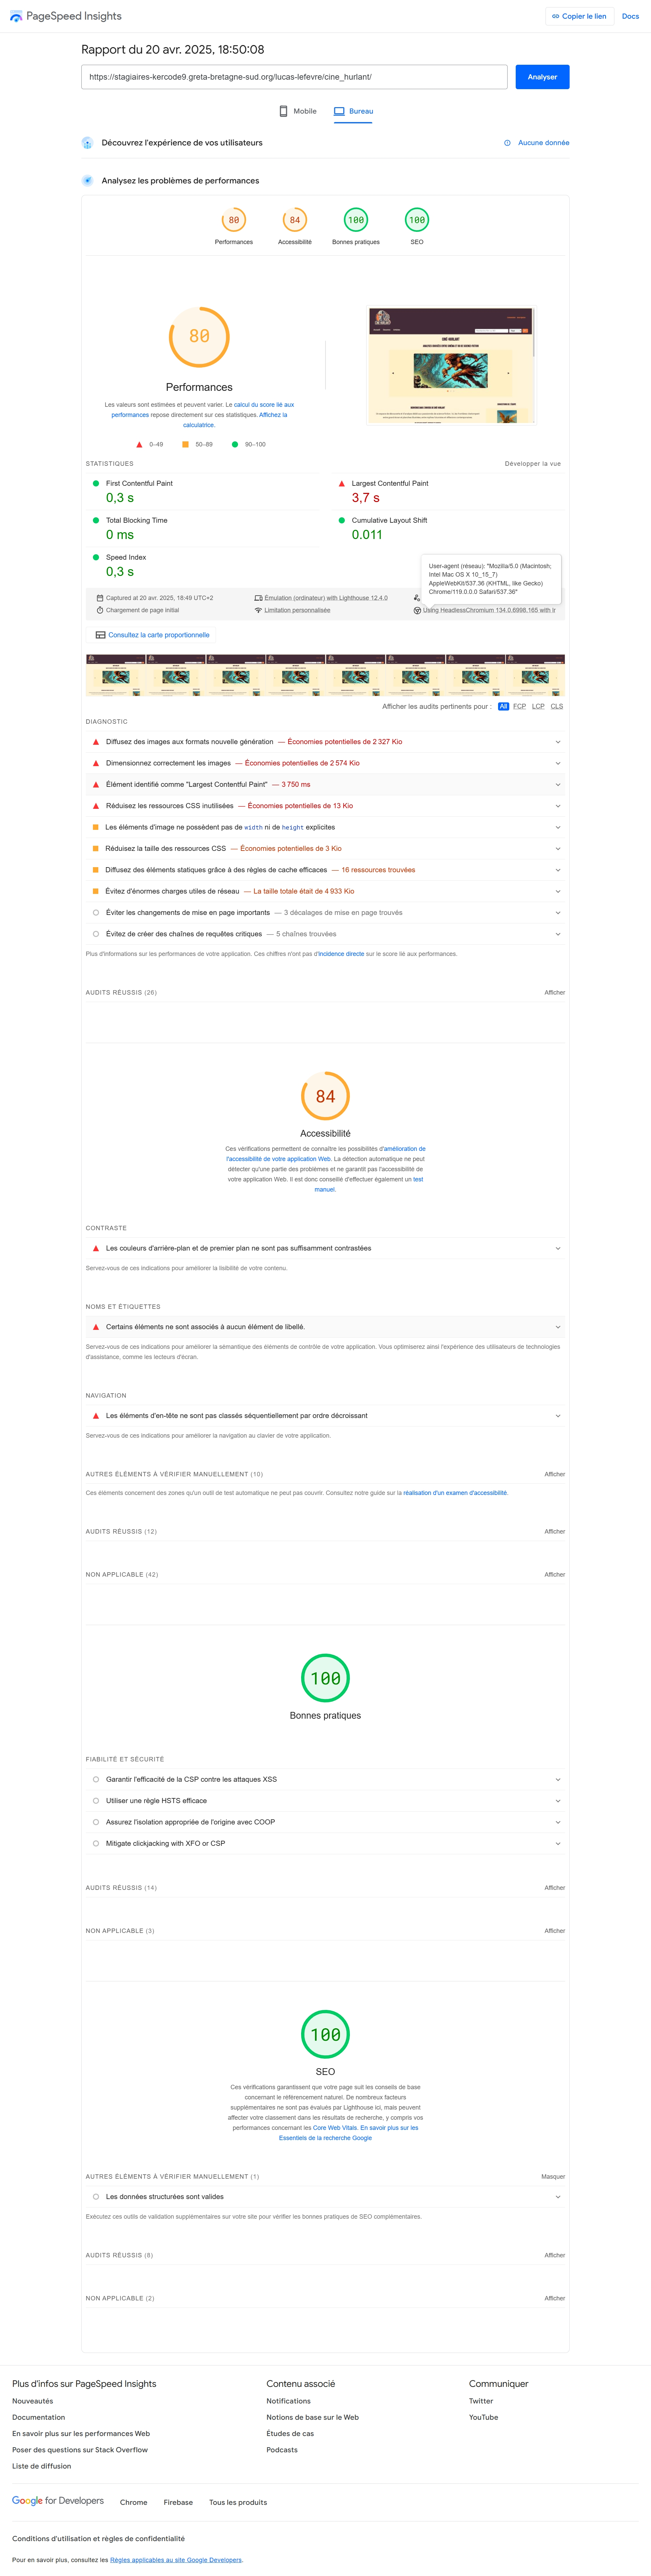 PageSpeed Insights
Copier le lien
Docs
Rapport du 20 avr. 2025, 18:50:08
https://stagiaires-kercode9.greta-bretagne-sud.org/lucas-lefevre/cine_hurlant/
Analyser
Mobile
Bureau
Découvrez l'expérience de vos utilisateurs
Aucune donnée
Analysez les problèmes de performances
80
84
100
100
Performances
Accessibilité
Bonnes pratiques
SEO
80
Performances
Les valeurs sont estimées et peuvent varier. Le calcul du score lié aux
performances repose directement sur ces statistiques. Affichez la
calculatrice.
0–49
50–89
90–100
CINÉ HURLANT
STATISTIQUES
Développer la vue
First Contentful Paint
0,3 s
Largest Contentful Paint
3,7 s
Total Blocking Time
0 ms
Cumulative Layout Shift
0.011
Speed Index
0,3 s
User-agent (réseau): "Mozilla/5.0 (Macintosh;
Intel Mac OS X 10_15_7)
AppleWebKit/537.36 (KHTML, like Gecko)
Chrome/119.0.0.0 Safari/537.36"
Captured at 20 avr. 2025, 18:49 UTC+2
Émulation (ordinateur) with Lighthouse 12.4.0
Chargement de page initial
Limitation personnalisée
Using HeadlessChromium 134.0.6998.165 with lr
Consultez la carte proportionnelle
Afficher les audits pertinents pour :
All
FCP
LCP
CLS
DIAGNOSTIC
Diffusez des images aux formats nouvelle génération — Économies potentielles de 2 327 Kio
Dimensionnez correctement les images — Économies potentielles de 2 574 Kio
Élément identifié comme "Largest Contentful Paint" — 3 750 ms
Réduisez les ressources CSS inutilisées — Économies potentielles de 13 Kio
Les éléments d'image ne possèdent pas de width ni de height explicites
Réduisez la taille des ressources CSS — Économies potentielles de 3 Kio
Diffusez des éléments statiques grâce à des règles de cache efficaces — 16 ressources trouvées
Évitez d'énormes charges utiles de réseau — La taille totale était de 4 933 Kio
Éviter les changements de mise en page importants — 3 décalages de mise en page trouvés
Évitez de créer des chaînes de requêtes critiques — 5 chaînes trouvées
Plus d'informations sur les performances de votre application. Ces chiffres n'ont pas d'incidence directe sur le score lié aux performances.
AUDITS RÉUSSIS (26)
Afficher
84
Accessibilité
Ces vérifications permettent de connaître les possibilités d'amélioration de
l'accessibilité de votre application Web. La détection automatique ne peut
détecter qu'une partie des problèmes et ne garantit pas l'accessibilité de
votre application Web. Il est donc conseillé d'effectuer également un test
manuel.
CONTRASTE
Les couleurs d'arrière-plan et de premier plan ne sont pas suffisamment contrastées
Servez-vous de ces indications pour améliorer la lisibilité de votre contenu.
NOMS ET ÉTIQUETTES
Certains éléments ne sont associés à aucun élément de libellé.
Servez-vous de ces indications pour améliorer la sémantique des éléments de contrôle de votre application. Vous optimiserez ainsi l'expérience des utilisateurs de technologies
d'assistance, comme les lecteurs d'écran.
NAVIGATION
Les éléments d'en-tête ne sont pas classés séquentiellement par ordre décroissant
Servez-vous de ces indications pour améliorer la navigation au clavier de votre application.
AUTRES ÉLÉMENTS À VÉRIFIER MANUELLEMENT (10)
Afficher
Ces éléments concernent des zones qu'un outil de test automatique ne peut pas couvrir. Consultez notre guide sur la réalisation d'un examen d'accessibilité.
AUDITS RÉUSSIS (12)
Afficher
NON APPLICABLE (42)
Afficher
100
Bonnes pratiques
FIABILITÉ ET SÉCURITÉ
Garantir l'efficacité de la CSP contre les attaques XSS
Utiliser une règle HSTS efficace
Assurez l'isolation appropriée de l'origine avec COOP
Mitigate clickjacking with XFO or CSP
AUDITS RÉUSSIS (14)
Afficher
NON APPLICABLE (3)
Afficher
100
SEO
Ces vérifications garantissent que votre page suit les conseils de base
concernant le référencement naturel. De nombreux facteurs
supplémentaires ne sont pas évalués par Lighthouse ici, mais peuvent
affecter votre classement dans les résultats de recherche, y compris vos
performances concernant les Core Web Vitals. En savoir plus sur les
Essentiels de la recherche Google
AUTRES ÉLÉMENTS À VÉRIFIER MANUELLEMENT (1)
Masquer
Les données structurées sont valides
Exécutez ces outils de validation supplémentaires sur votre site pour vérifier les bonnes pratiques de SEO complémentaires.
AUDITS RÉUSSIS (8)
Afficher
NON APPLICABLE (2)
Afficher
Plus d'infos sur PageSpeed Insights
Contenu associé
Communiquer
Nouveautés
Notifications
Twitter
Documentation
Notions de base sur le Web
YouTube
En savoir plus sur les performances Web
Études de cas
Poser des questions sur Stack Overflow
Podcasts
Liste de diffusion
Google for Developers
Chrome
Firebase
Tous les produits
Conditions d'utilisation et règles de confidentialité
Pour en savoir plus, consultez les Règles applicables au site Google Developers.